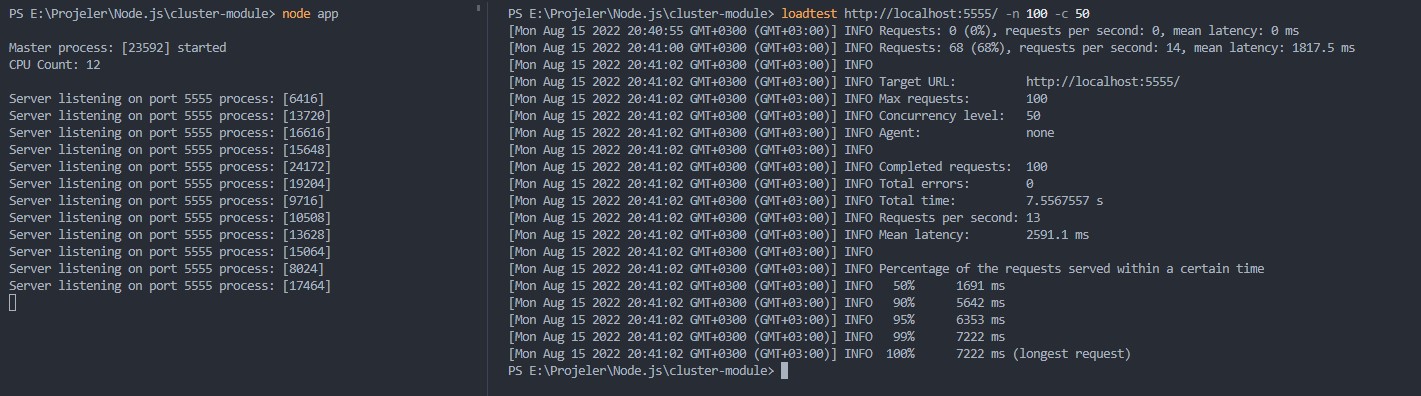 PS E:\Projeler\Node.js\cluster-module> node app
Master process: [23592] started
CPU Count: 12
Server listening on port 5555 process: [6416]
Server listening on port 5555 process: [13720]
Server listening on port 5555 process: [16616]
Server listening on port 5555 process: [15648]
Server listening on port 5555 process: [24172]
Server listening on port 5555 process: [19204]
Server listening on port 5555 process: [9716]
Server listening on port 5555 process: [10508]
Server listening on port 5555 process: [13628]
Server listening on port 5555 process: [15064]
Server listening on port 5555 process: [8024]
Server listening on port 5555 process: [17464]
PS E:\Projeler\Node.js\cluster-module> loadtest http://localhost:5555/ -n 100 -c 50
[Mon Aug 15 2022 20:40:55 GMT+0300 (GMT+03:00)] INFO Requests: 0 (0%), requests per second: 0, mean latency: 0 ms
[Mon Aug 15 2022 20:41:00 GMT+0300 (GMT+03:00)] INFO Requests: 68 (68%), requests per second: 14, mean latency: 1817.5 ms
[Mon Aug 15 2022 20:41:02 GMT+0300 (GMT+03:00)] INFO
[Mon Aug 15 2022 20:41:02 GMT+0300 (GMT+03:00)] INFO Target URL: http://localhost:5555/
[Mon Aug 15 2022 20:41:02 GMT+0300 (GMT+03:00)] INFO Max requests: 100
[Mon Aug 15 2022 20:41:02 GMT+0300 (GMT+03:00)] INFO Concurrency level: 50
[Mon Aug 15 2022 20:41:02 GMT+0300 (GMT+03:00)] INFO Agent: none
[Mon Aug 15 2022 20:41:02 GMT+0300 (GMT+03:00)] INFO
[Mon Aug 15 2022 20:41:02 GMT+0300 (GMT+03:00)] INFO Completed requests: 100
[Mon Aug 15 2022 20:41:02 GMT+0300 (GMT+03:00)] INFO Total errors: 0
[Mon Aug 15 2022 20:41:02 GMT+0300 (GMT+03:00)] INFO Total time: 7.5567557 s
[Mon Aug 15 2022 20:41:02 GMT+0300 (GMT+03:00)] INFO Requests per second: 13
[Mon Aug 15 2022 20:41:02 GMT+0300 (GMT+03:00)] INFO Mean latency: 2591.1 ms
[Mon Aug 15 2022 20:41:02 GMT+0300 (GMT+03:00)] INFO
[Mon Aug 15 2022 20:41:02 GMT+0300 (GMT+03:00)] INFO Percentage of the requests served within a certain time
[Mon Aug 15 2022 20:41:02 GMT+0300 (GMT+03:00)] INFO 50% 1691 ms
[Mon Aug 15 2022 20:41:02 GMT+0300 (GMT+03:00)] INFO 90% 5642 ms
[Mon Aug 15 2022 20:41:02 GMT+0300 (GMT+03:00)] INFO 95% 6353 ms
[Mon Aug 15 2022 20:41:02 GMT+0300 (GMT+03:00)] INFO 99% 7222 ms
[Mon Aug 15 2022 20:41:02 GMT+0300 (GMT+03:00)] INFO 100% 7222 ms (longest request)
PS E:\Projeler\Node.js\cluster-module>